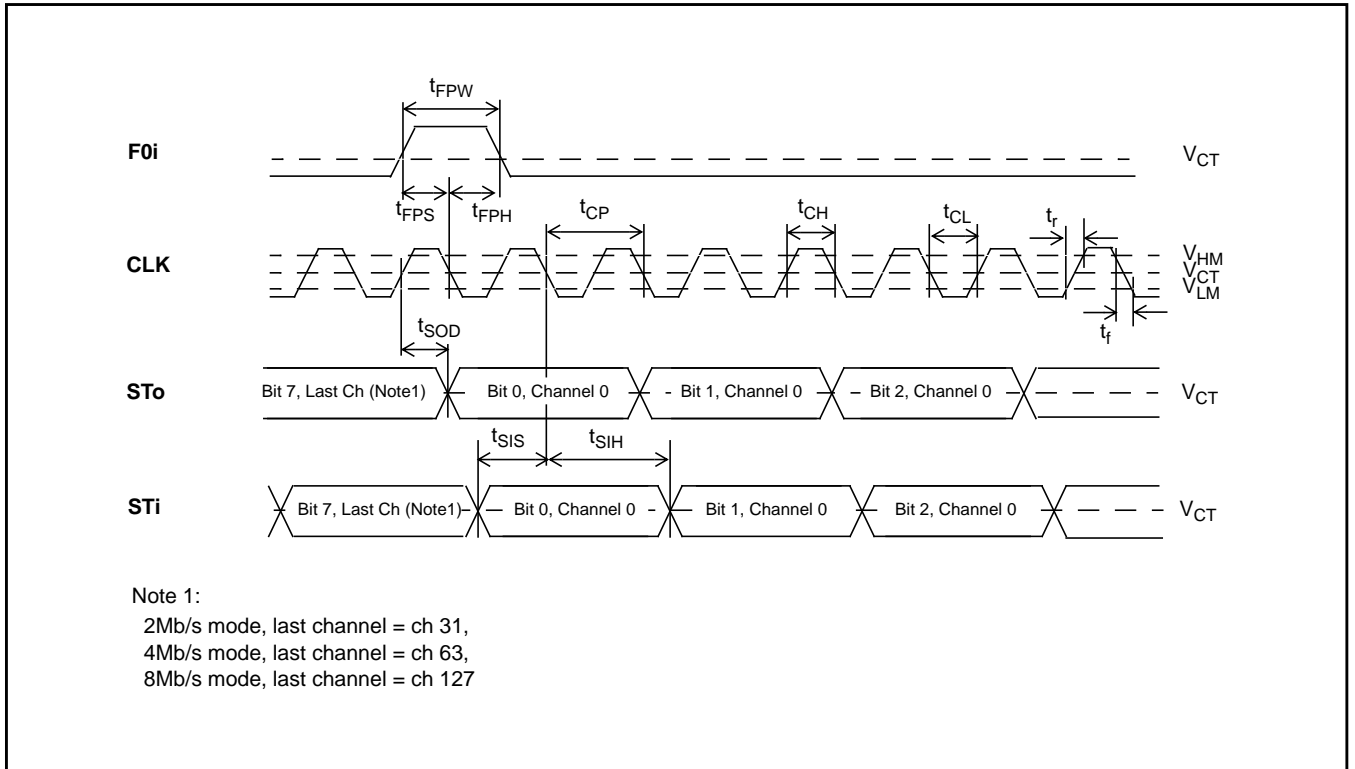 tFPW
F0i
VCT
tFPS
tFPH
tCP
tCH
tCL
tr
CLK
VHM
VCT
VLM
tSOD
tf
STo
Bit 7, Last Ch (Note1)
Bit 0, Channel 0
Bit 1, Channel 0
Bit 2, Channel 0
VCT
tSIS
tSIH
STi
Bit 7, Last Ch (Note1)
Bit 0, Channel 0
Bit 1, Channel 0
Bit 2, Channel 0
VCT
Note 1:
2Mb/s mode, last channel = ch 31,
4Mb/s mode, last channel = ch 63,
8Mb/s mode, last channel = ch 127